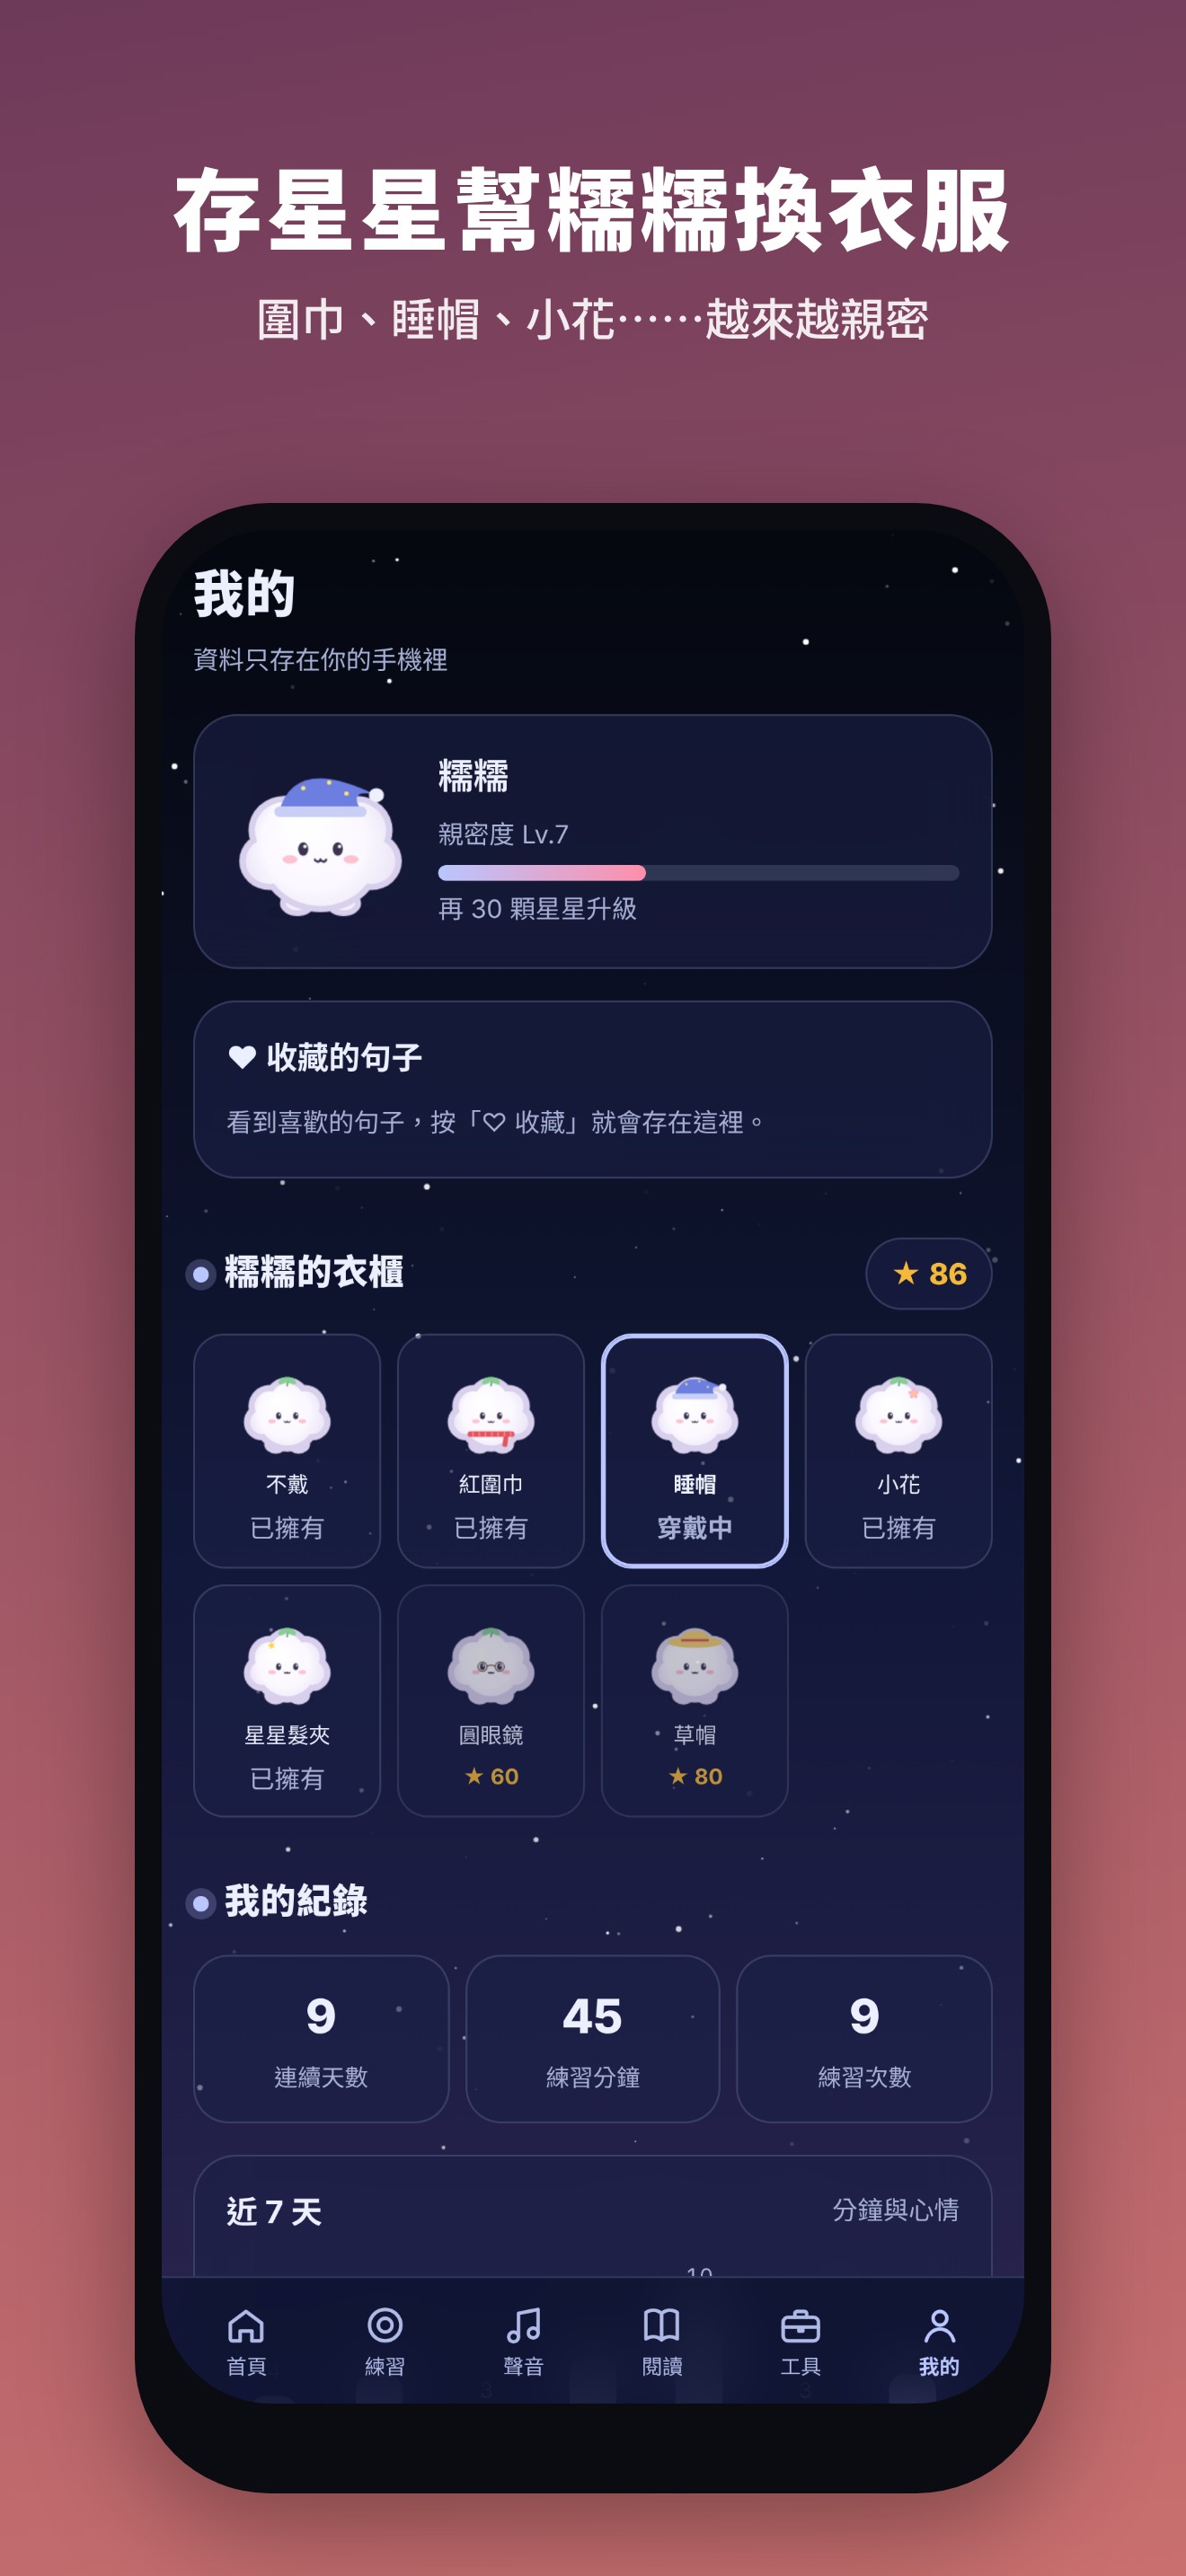 存星星幫糯糯換衣服
圍巾、睡帽、小花⋯⋯越來越親密
我的
資料只存在你的手機裡
糯糯
親密度 Lv.7
再 30 顆星星升級
♥ 收藏的句子
看到喜歡的句子，按「♡ 收藏」就會存在這裡。
糯糯的衣櫃
★ 86
不戴
已擁有
紅圍巾
已擁有
睡帽
穿戴中
小花
已擁有
星星髮夾
已擁有
圓眼鏡
★ 60
草帽
★ 80
我的紀錄
9
連續天數
45
練習分鐘
9
練習次數
近 7 天
分鐘與心情
10
首頁
練習
聲音
閱讀
工具
我的